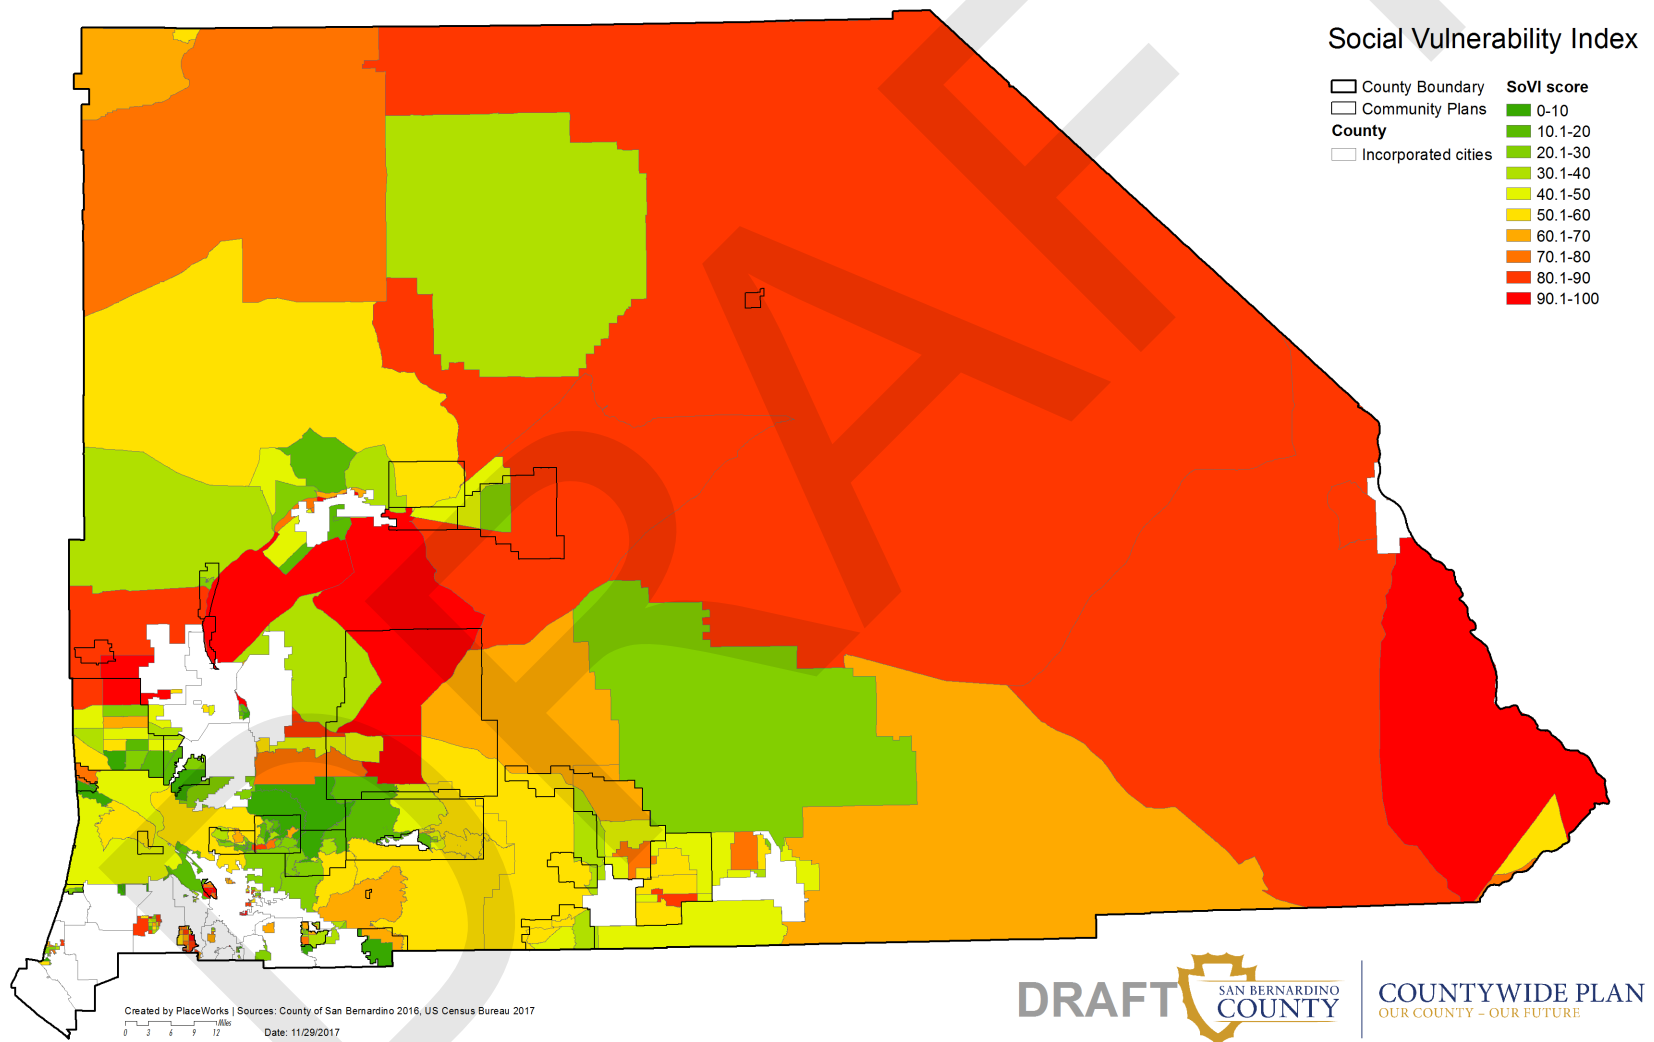 Social Vulnerability Index
County Boundary
Community Plans
County
Incorporated cities
SoVI score
0-10
10.1-20
20.1-30
30.1-40
40.1-50
50.1-60
60.1-70
70.1-80
80.1-90
90.1-100
DRAFT
Created by PlaceWorks | Sources: County of San Bernardino 2016, US Census Bureau 2017
Miles
0 3 6 9 12
Date: 11/29/2017
DRAFT
SAN BERNARDINO
COUNTY
COUNTYWIDE PLAN
OUR COUNTY – OUR FUTURE